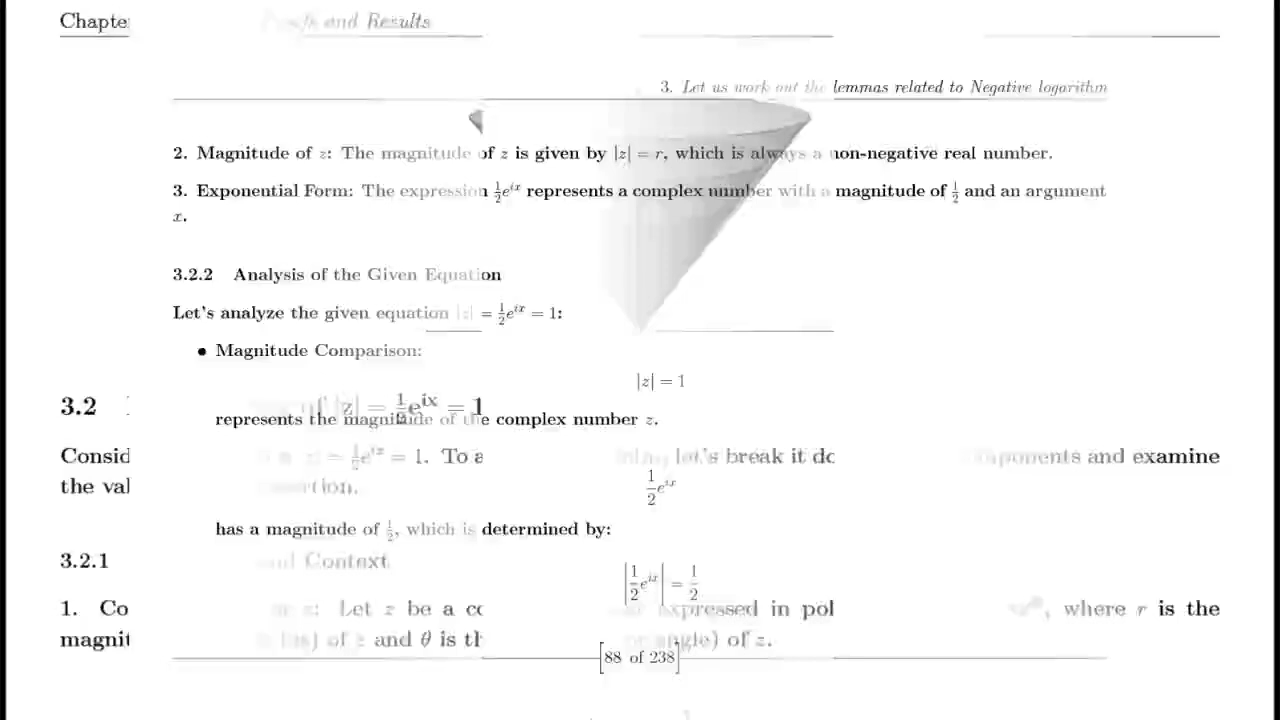 Chapte and Results
3. Let us work out the lemmas related to Negative logarithm
2. Magnitude of z: The magnitude of z is given by |z| = r, which is always a non-negative real number.
3. Exponential Form: The expression ½e^{ix} represents a complex number with a magnitude of ½ and an argument
x.
3.2.2 Analysis of the Given Equation
Let's analyze the given equation |z| = ½e^{ix} = 1:
• Magnitude Comparison:
|z| = 1
3.2 of |z| = ½e^{ix} = 1
represents the magnitude of the complex number z.
Consid = ½e^{ix} = 1. To a let's break it do ponents and examine
½e^{ix}
the val
has a magnitude of ½, which is determined by:
3.2.1 nd Context
|½e^{ix}| = ½
1. Co z: Let z be a co expressed in pol , where r is the
magnit of z and θ is th angle) of z.
88 of 238